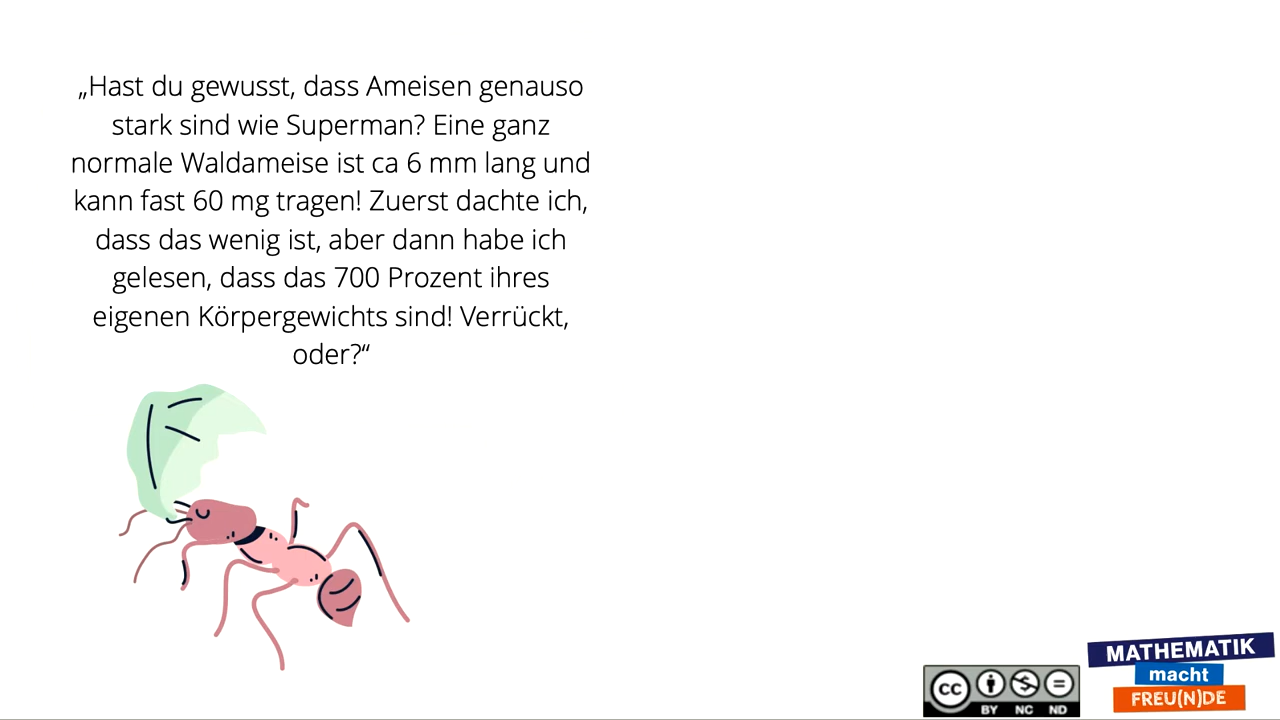 „Hast du gewusst, dass Ameisen genauso
stark sind wie Superman? Eine ganz
normale Waldameise ist ca 6 mm lang und
kann fast 60 mg tragen! Zuerst dachte ich,
dass das wenig ist, aber dann habe ich
gelesen, dass das 700 Prozent ihres
eigenen Körpergewichts sind! Verrückt,
oder?“
MATHEMATIK
macht
FREU(N)DE
CC
BY NC ND